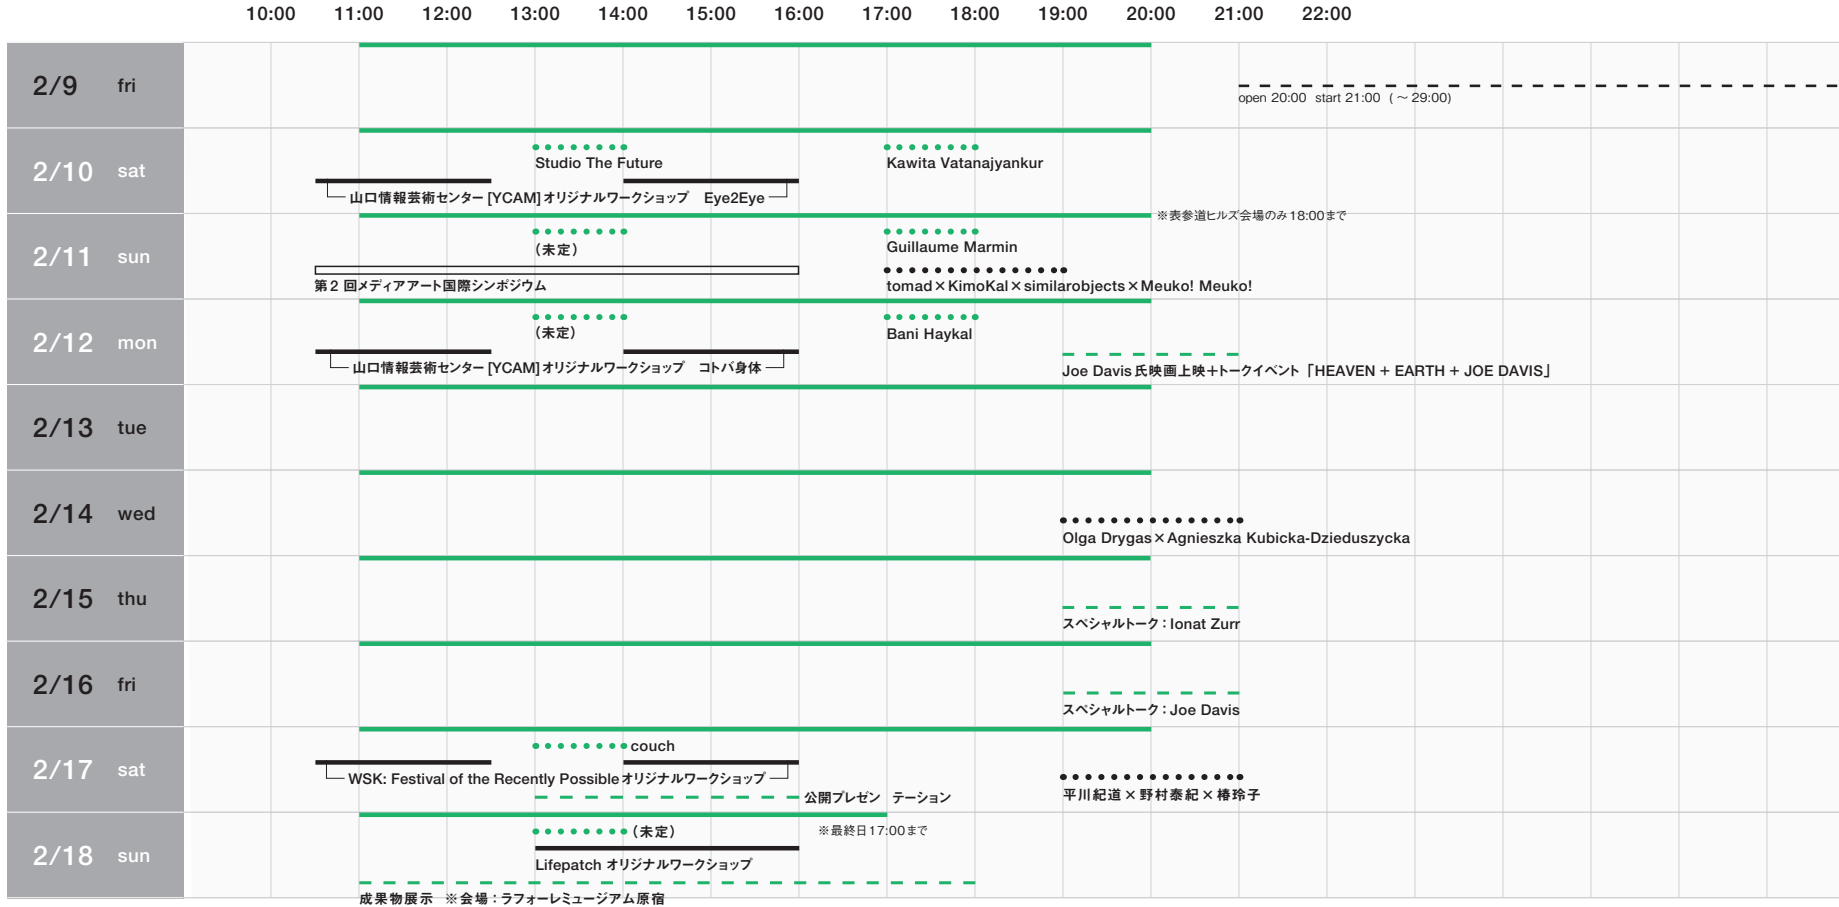 10:00 11:00 12:00 13:00 14:00 15:00 16:00 17:00 18:00 19:00 20:00 21:00 22:00
2/9 fri
open 20:00 start 21:00 (～29:00)
2/10 sat
Studio The Future
Kawita Vatanajyankur
山口情報芸術センター [YCAM] オリジナルワークショップ Eye2Eye
※表参道ヒルズ会場のみ18:00まで
2/11 sun
（未定）
Guillaume Marmin
第2回メディアアート国際シンポジウム
tomad×KimoKal×similarobjects×Meuko! Meuko!
2/12 mon
（未定）
Bani Haykal
山口情報芸術センター [YCAM] オリジナルワークショップ コトバ身体
Joe Davis氏映画上映＋トークイベント「HEAVEN + EARTH + JOE DAVIS」
2/13 tue
2/14 wed
Olga Drygas×Agnieszka Kubicka-Dzieduszycka
2/15 thu
スペシャルトーク：Ionat Zurr
2/16 fri
スペシャルトーク：Joe Davis
2/17 sat
couch
WSK: Festival of the Recently Possibleオリジナルワークショップ
公開プレゼン テーション
平川紀道×野村泰紀×椿玲子
2/18 sun
（未定）
※最終日17:00まで
Lifepatch オリジナルワークショップ
成果物展示 ※会場：ラフォーレミュージアム原宿